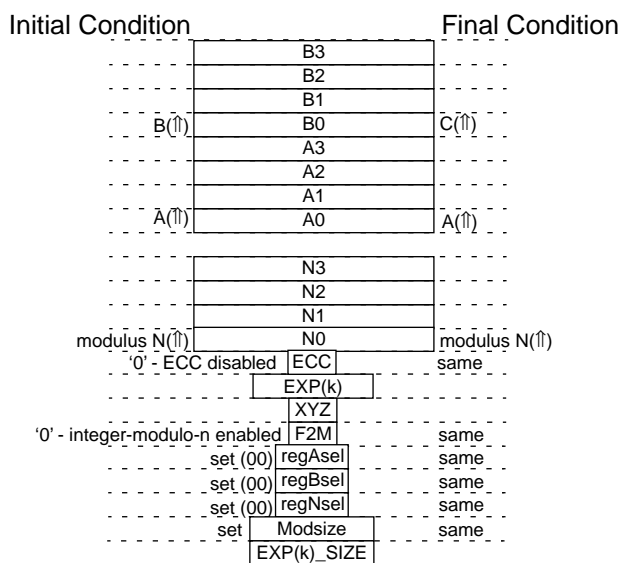 Initial Condition Final Condition
B3
B2
B1
B(⇑) B0 C(⇑)
A3
A2
A1
A(⇑) A0 A(⇑)
N3
N2
N1
modulus N(⇑) N0 modulus N(⇑)
‘0’ - ECC disabled ECC same
EXP(k)
XYZ
‘0’ - integer-modulo-n enabled F2M same
set (00) regAsel same
set (00) regBsel same
set (00) regNsel same
set Modsize same
EXP(k)_SIZE